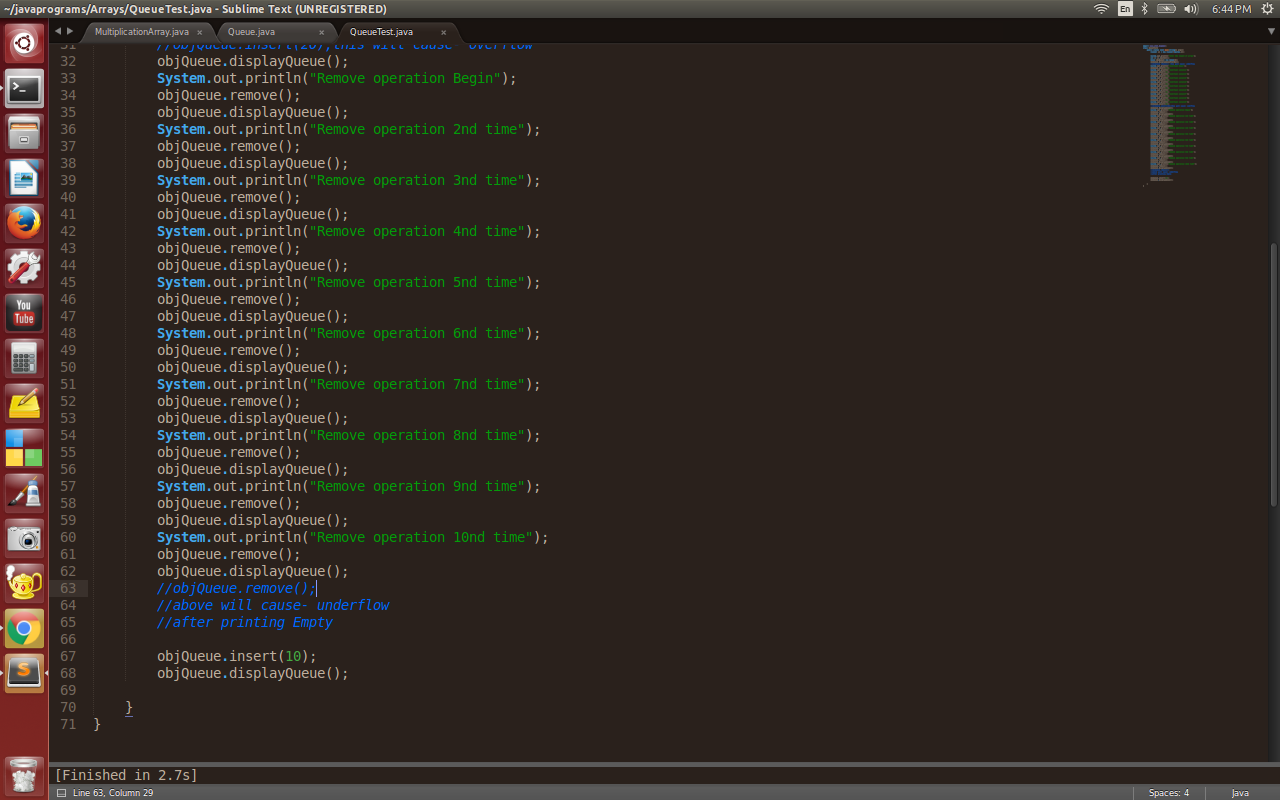 ~/javaprograms/Arrays/QueueTest.java - Sublime Text (UNREGISTERED)
En
6:44 PM
MultiplicationArray.java
Queue.java
QueueTest.java
31 //objQueue.insert(20);this will cause- overflow
32 objQueue.displayQueue();
33 System.out.println("Remove operation Begin");
34 objQueue.remove();
35 objQueue.displayQueue();
36 System.out.println("Remove operation 2nd time");
37 objQueue.remove();
38 objQueue.displayQueue();
39 System.out.println("Remove operation 3nd time");
40 objQueue.remove();
41 objQueue.displayQueue();
42 System.out.println("Remove operation 4nd time");
43 objQueue.remove();
44 objQueue.displayQueue();
45 System.out.println("Remove operation 5nd time");
46 objQueue.remove();
47 objQueue.displayQueue();
48 System.out.println("Remove operation 6nd time");
49 objQueue.remove();
50 objQueue.displayQueue();
51 System.out.println("Remove operation 7nd time");
52 objQueue.remove();
53 objQueue.displayQueue();
54 System.out.println("Remove operation 8nd time");
55 objQueue.remove();
56 objQueue.displayQueue();
57 System.out.println("Remove operation 9nd time");
58 objQueue.remove();
59 objQueue.displayQueue();
60 System.out.println("Remove operation 10nd time");
61 objQueue.remove();
62 objQueue.displayQueue();
63 //objQueue.remove();
64 //above will cause- underflow
65 //after printing Empty
66
67 objQueue.insert(10);
68 objQueue.displayQueue();
69
70 }
71 }
[Finished in 2.7s]
Line 63, Column 29
Spaces: 4
Java
You
Tube